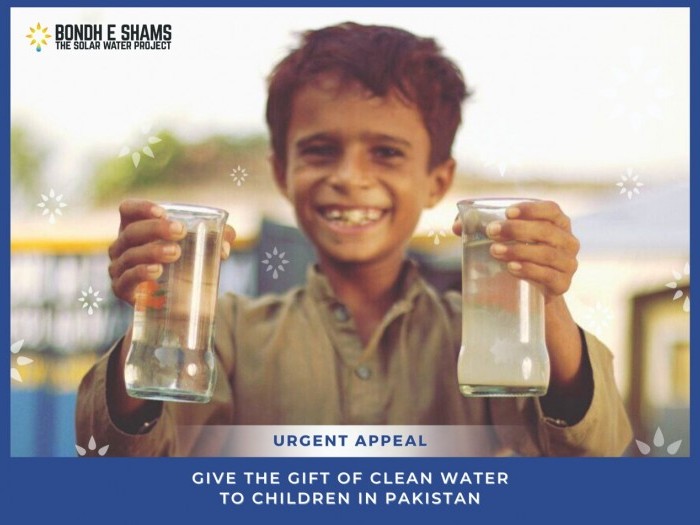 BONDH E SHAMS
THE SOLAR WATER PROJECT
URGENT APPEAL
GIVE THE GIFT OF CLEAN WATER
TO CHILDREN IN PAKISTAN